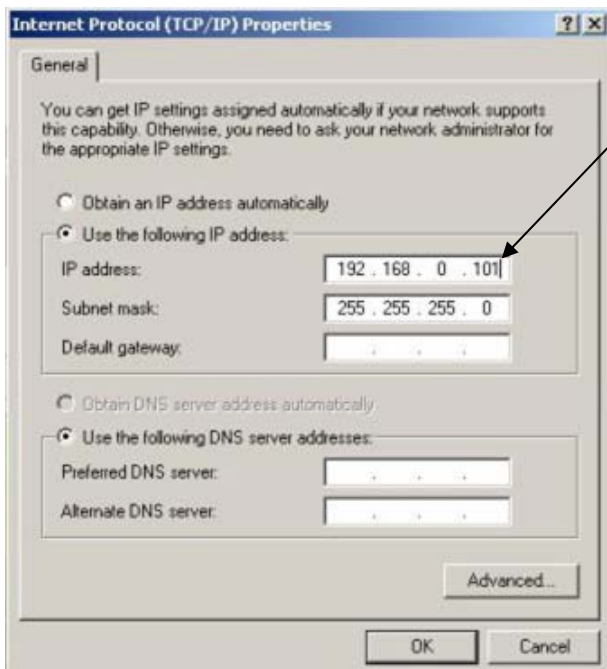 Internet Protocol (TCP/IP) Properties
General
You can get IP settings assigned automatically if your network supports
this capability. Otherwise, you need to ask your network administrator for
the appropriate IP settings.
Obtain an IP address automatically
Use the following IP address:
IP address: 192 . 168 . 0 . 101
Subnet mask: 255 . 255 . 255 . 0
Default gateway: . . .
Obtain DNS server address automatically
Use the following DNS server addresses:
Preferred DNS server: . . .
Alternate DNS server: . . .
Advanced...
OK Cancel